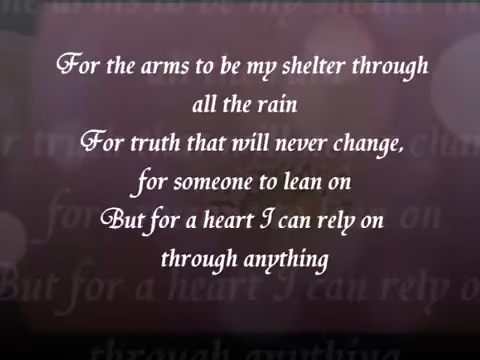 For the arms to be my shelter through
all the rain
For truth that will never change,
for someone to lean on
But for a heart I can rely on
through anything